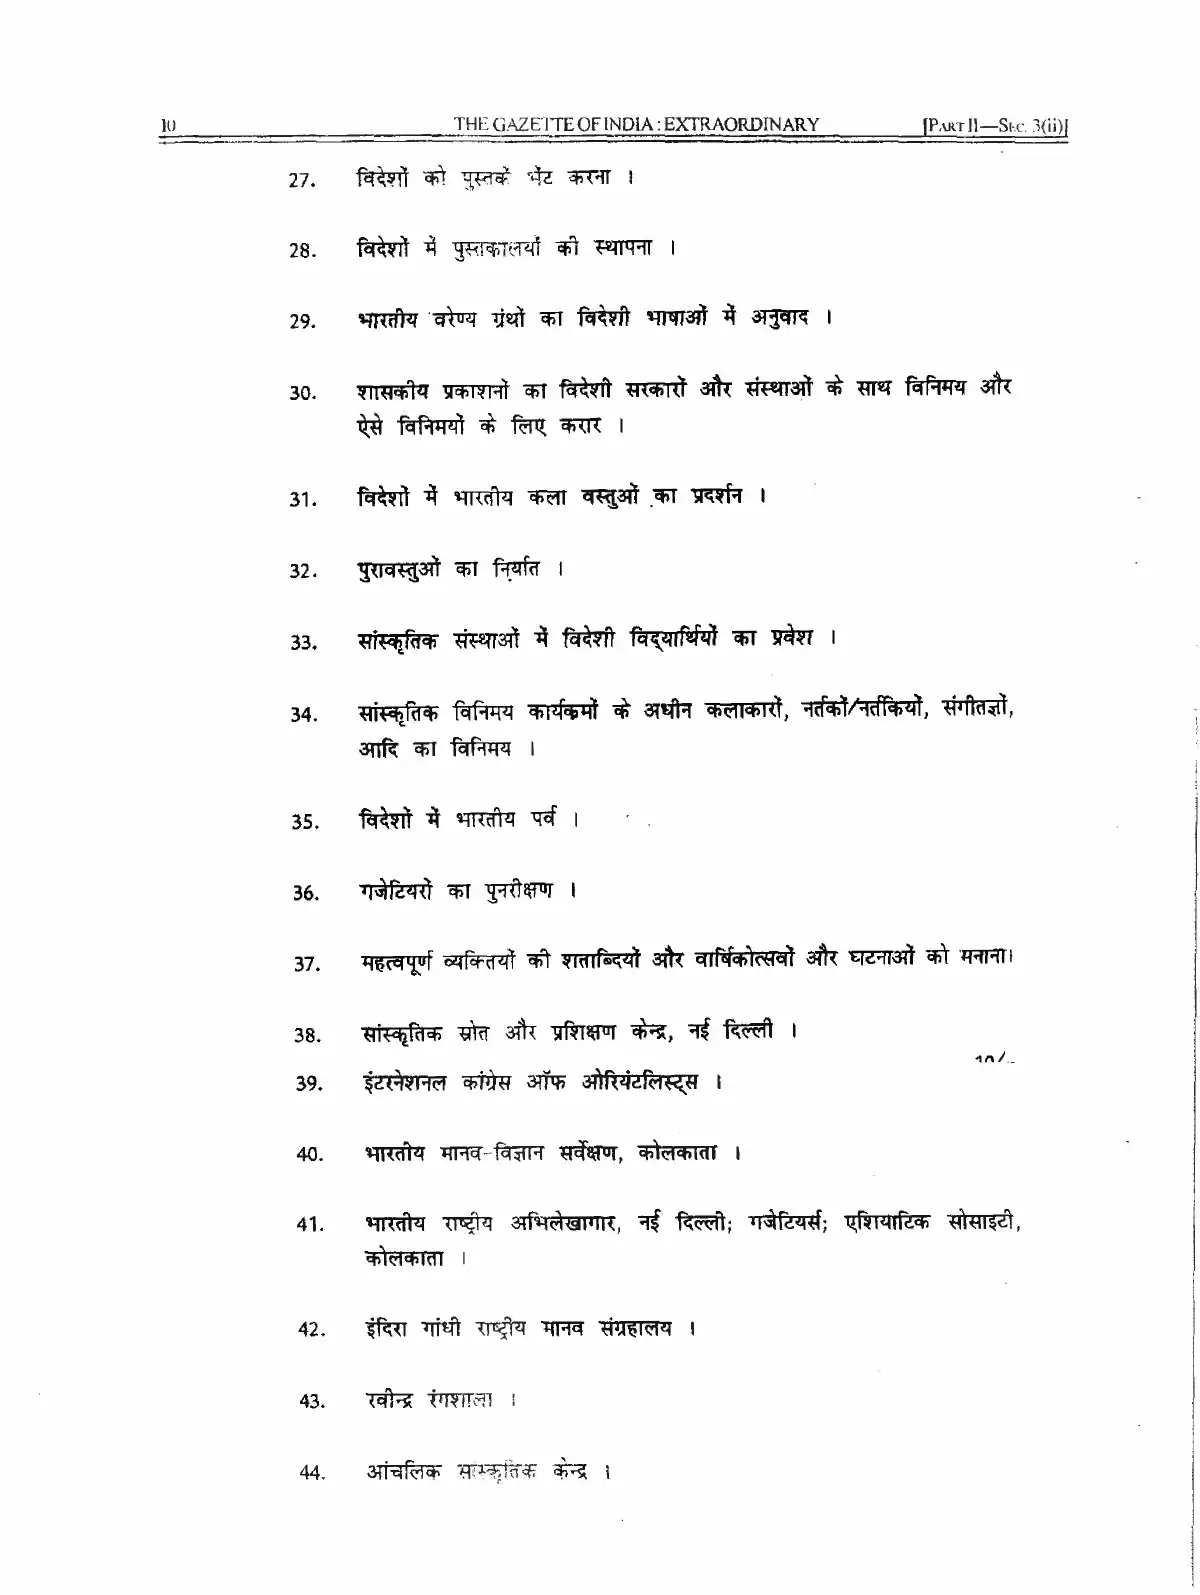 10 THE GAZETTE OF INDIA : EXTRAORDINARY [PART II—SEC. 3(ii)]
27. विदेशों को पुस्तकें भेंट करना ।
28. विदेशों में पुस्तकालयों की स्थापना ।
29. भारतीय वरेण्य ग्रंथों का विदेशी भाषाओं में अनुवाद ।
30. शासकीय प्रकाशनों का विदेशी सरकारों और संस्थाओं के साथ विनिमय और
ऐसे विनिमयों के लिए करार ।
31. विदेशों में भारतीय कला वस्तुओं का प्रदर्शन ।
32. पुरावस्तुओं का निर्यात ।
33. सांस्कृतिक संस्थाओं में विदेशी विद्यार्थियों का प्रवेश ।
34. सांस्कृतिक विनिमय कार्यक्रमों के अधीन कलाकारों, नर्तकों/नर्तकियों, संगीतज्ञों,
आदि का विनिमय ।
35. विदेशों में भारतीय पर्व ।
36. गजेटियरों का पुनरीक्षण ।
37. महत्वपूर्ण व्यक्तियों की शताब्दियों और वार्षिकोत्सवों और घटनाओं को मनाना।
38. सांस्कृतिक स्रोत और प्रशिक्षण केन्द्र, नई दिल्ली ।
39. इंटरनेशनल कांग्रेस ऑफ ओरियंटलिस्ट्स ।
40. भारतीय मानव-विज्ञान सर्वेक्षण, कोलकाता ।
41. भारतीय राष्ट्रीय अभिलेखागार, नई दिल्ली; गजेटियर्स; एशियाटिक सोसाइटी,
कोलकाता ।
42. इंदिरा गांधी राष्ट्रीय मानव संग्रहालय ।
43. रवीन्द्र रंगशाला ।
44. आंचलिक सांस्कृतिक केन्द्र ।